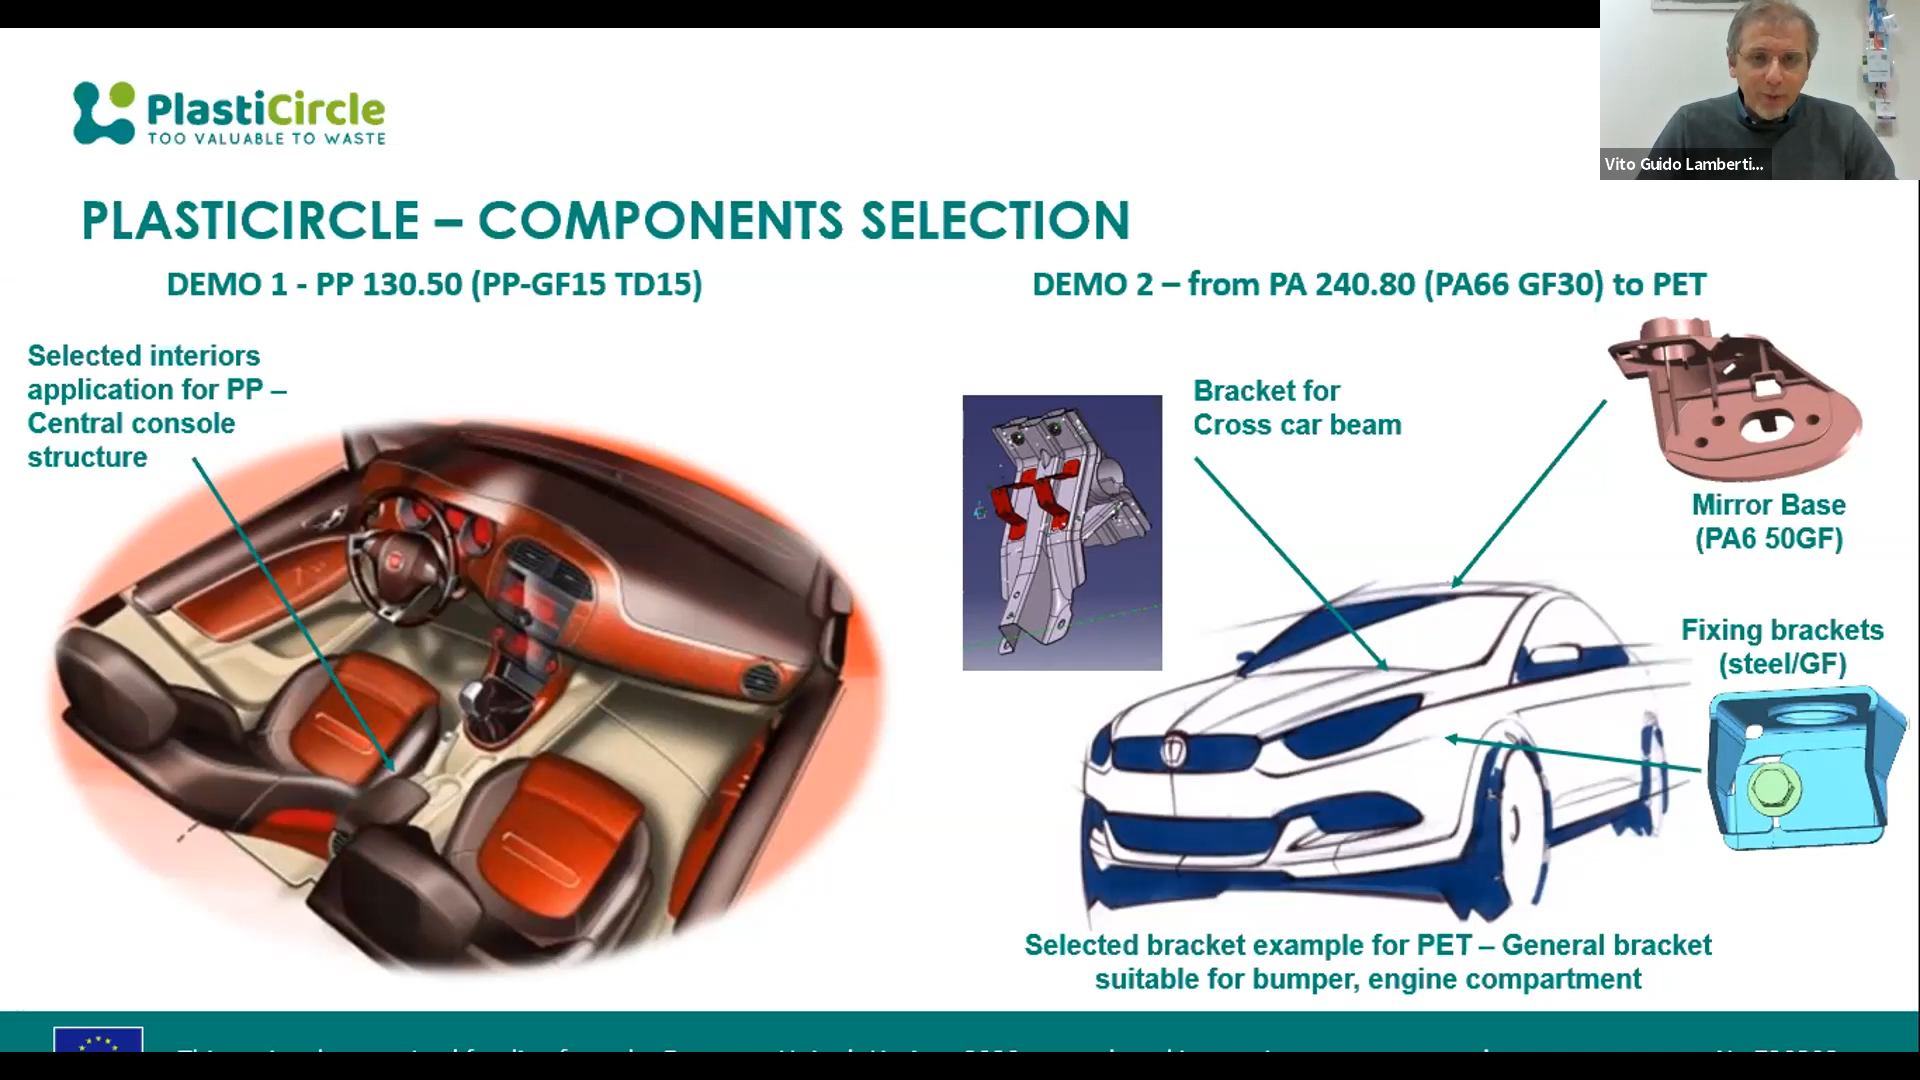 PlastiCircle
TOO VALUABLE TO WASTE
Vito Guido Lamberti...
PLASTICIRCLE – COMPONENTS SELECTION
DEMO 1 - PP 130.50 (PP-GF15 TD15)
DEMO 2 – from PA 240.80 (PA66 GF30) to PET
Selected interiors
application for PP –
Central console
structure
Bracket for
Cross car beam
Mirror Base
(PA6 50GF)
Fixing brackets
(steel/GF)
Selected bracket example for PET – General bracket
suitable for bumper, engine compartment